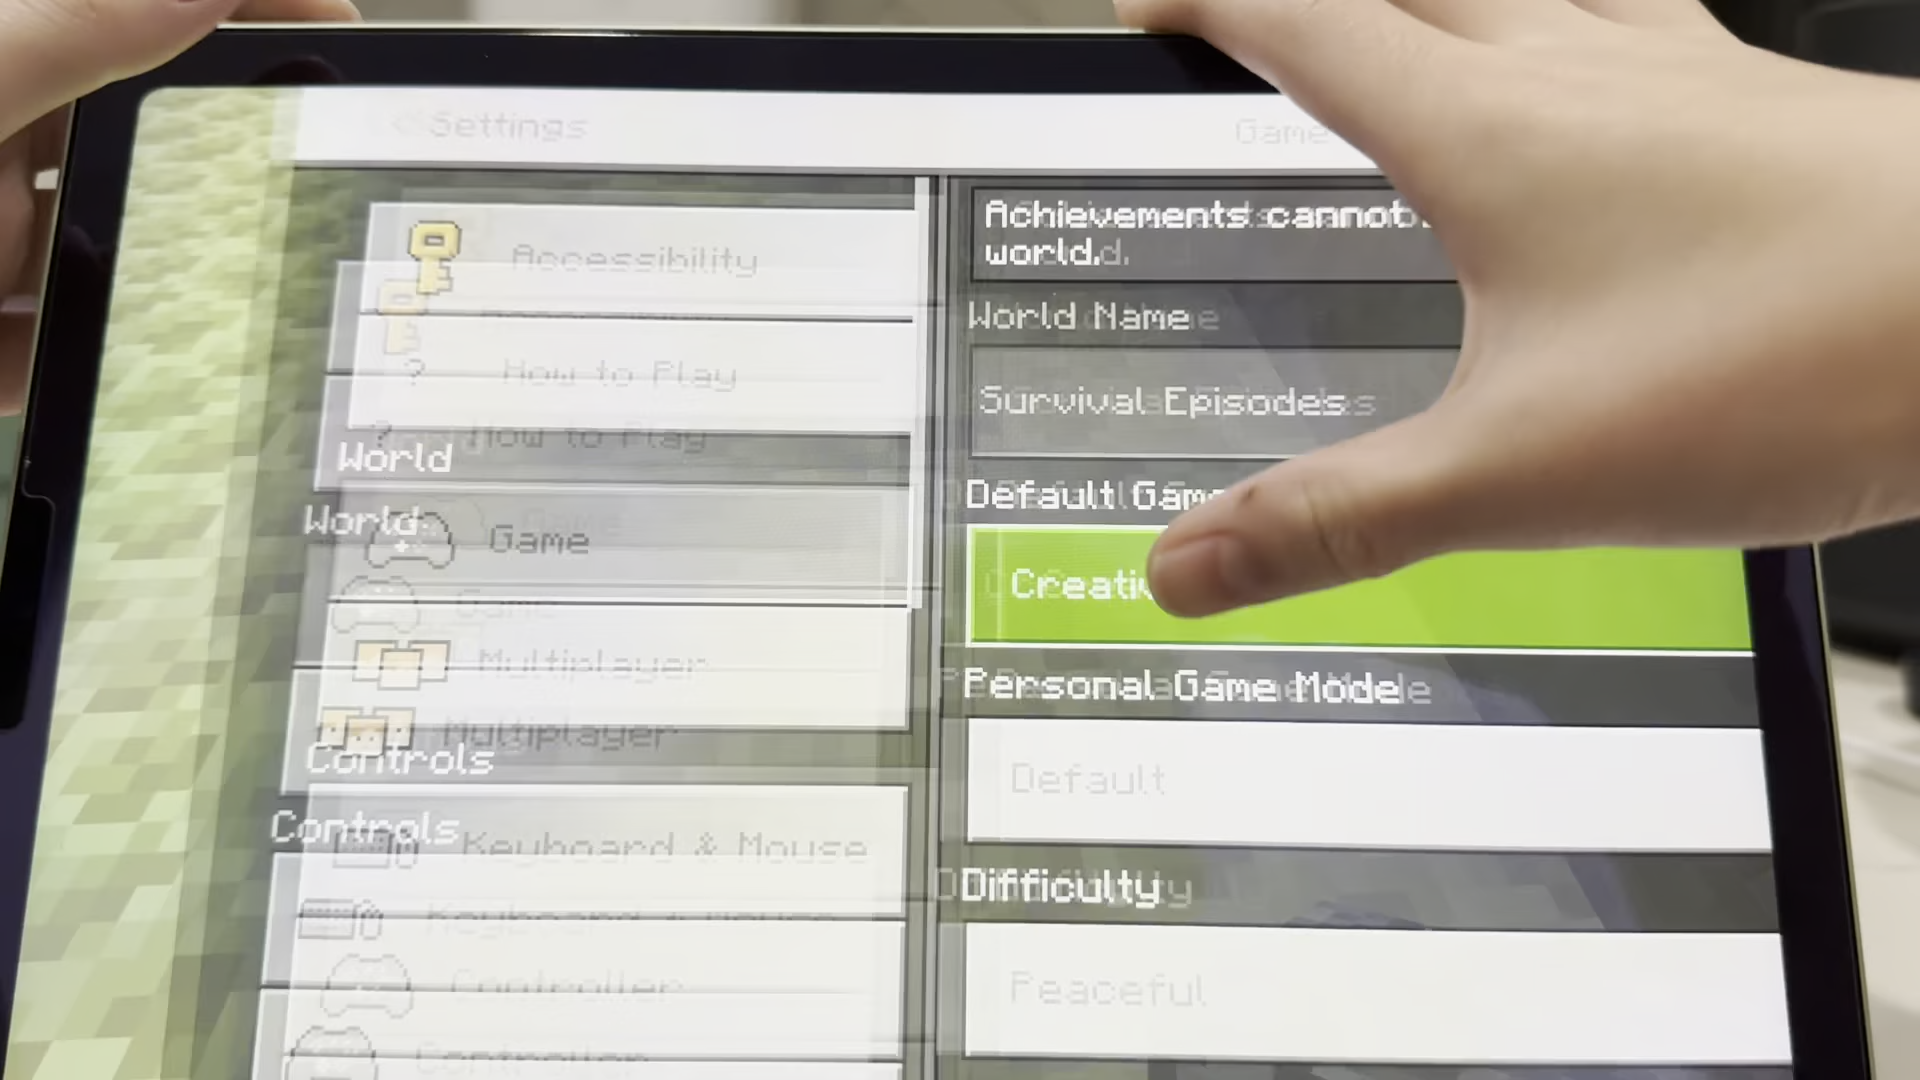 < Settings
Game
Accessibility
How to Play
World
Game
Multiplayer
Controls
Keyboard & Mouse
Controller
Achievements cannot
world.
World Name
Survival Episodes
Default Game
Personal Game Mode
Default
Difficulty
Peaceful